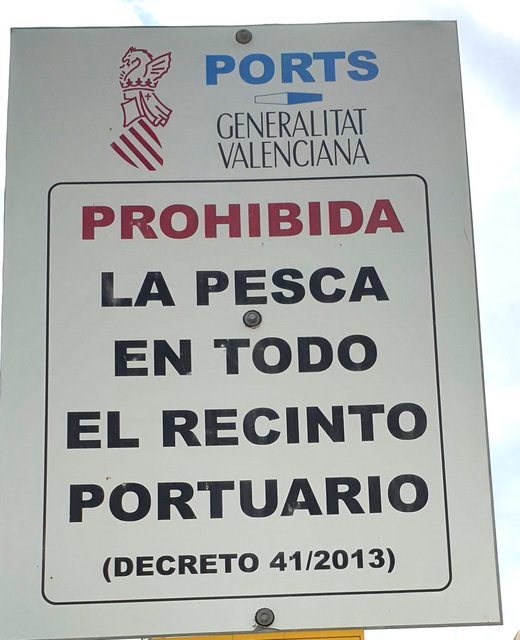 PORTS
GENERALITAT
VALENCIANA
PROHIBIDA
LA PESCA
EN TODO
EL RECINTO
PORTUARIO
(DECRETO 41/2013)